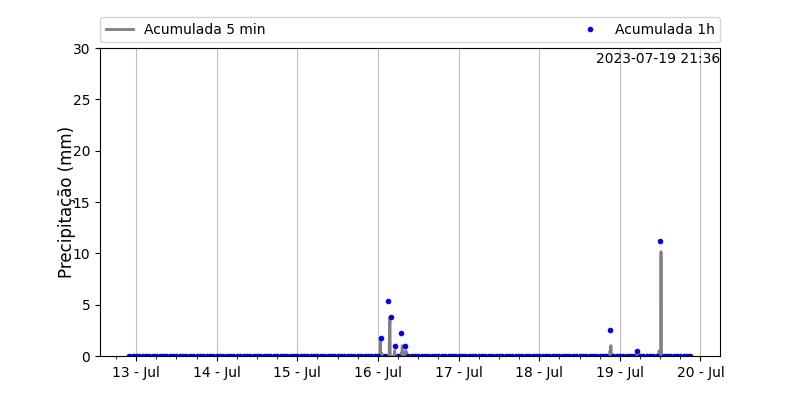 Acumulada 5 min Acumulada 1h
2023-07-19 21:36
Precipitação (mm)
30
25
20
15
10
5
0
13 - Jul 14 - Jul 15 - Jul 16 - Jul 17 - Jul 18 - Jul 19 - Jul 20 - Jul